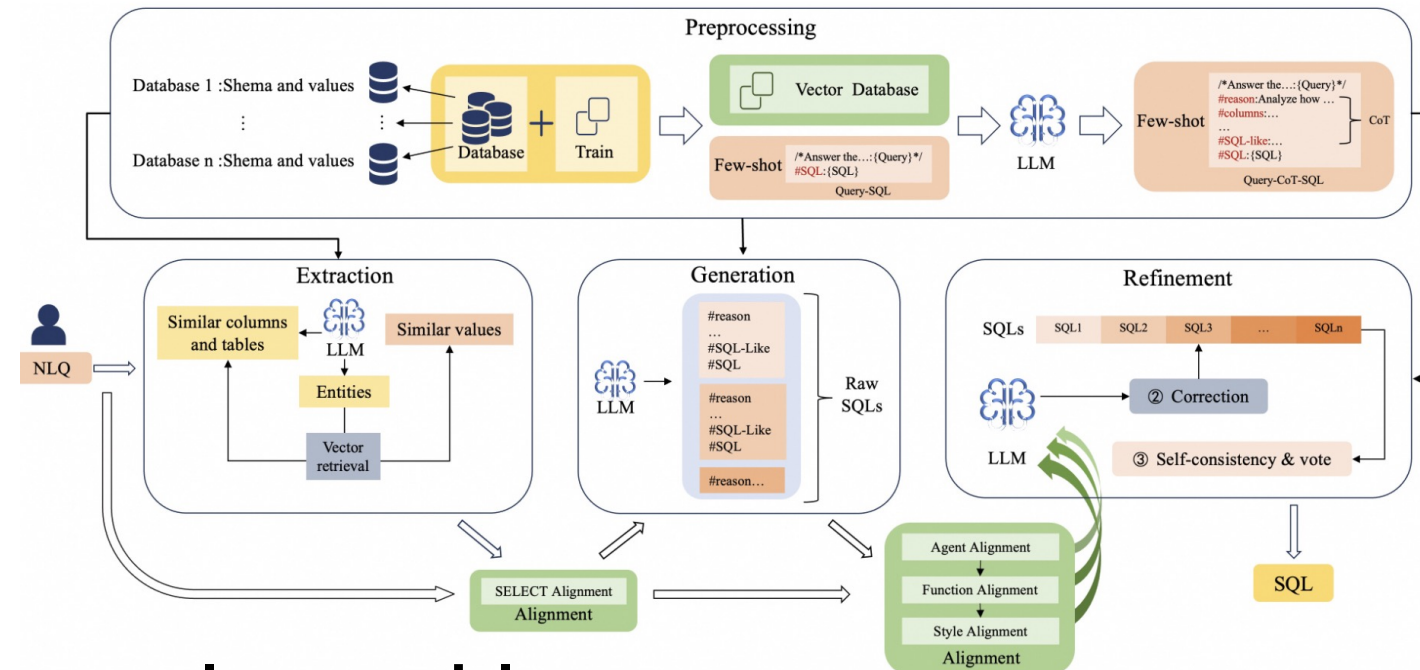 Preprocessing
Database 1 :Shema and values
⋮
Database n :Shema and values
⋮
Database
+
Train
Vector Database
Few-shot
/*Answer the...:{Query}*/
#SQL:{SQL}
Query-SQL
LLM
Few-shot
/*Answer the...:{Query}*/
#reason:Analyze how ...
#columns:...
...
#SQL-like:...
#SQL:{SQL}
CoT
Query-CoT-SQL
NLQ
Extraction
Similar columns
and tables
LLM
Similar values
Entities
Vector
retrieval
Generation
LLM
#reason
...
#SQL-Like
#SQL
#reason
...
#SQL-Like
#SQL
#reason...
Raw
SQLs
Refinement
SQLs
SQL1
SQL2
SQL3
...
SQLn
② Correction
LLM
③ Self-consistency & vote
SELECT Alignment
Alignment
Agent Alignment
Function Alignment
Style Alignment
Alignment
SQL